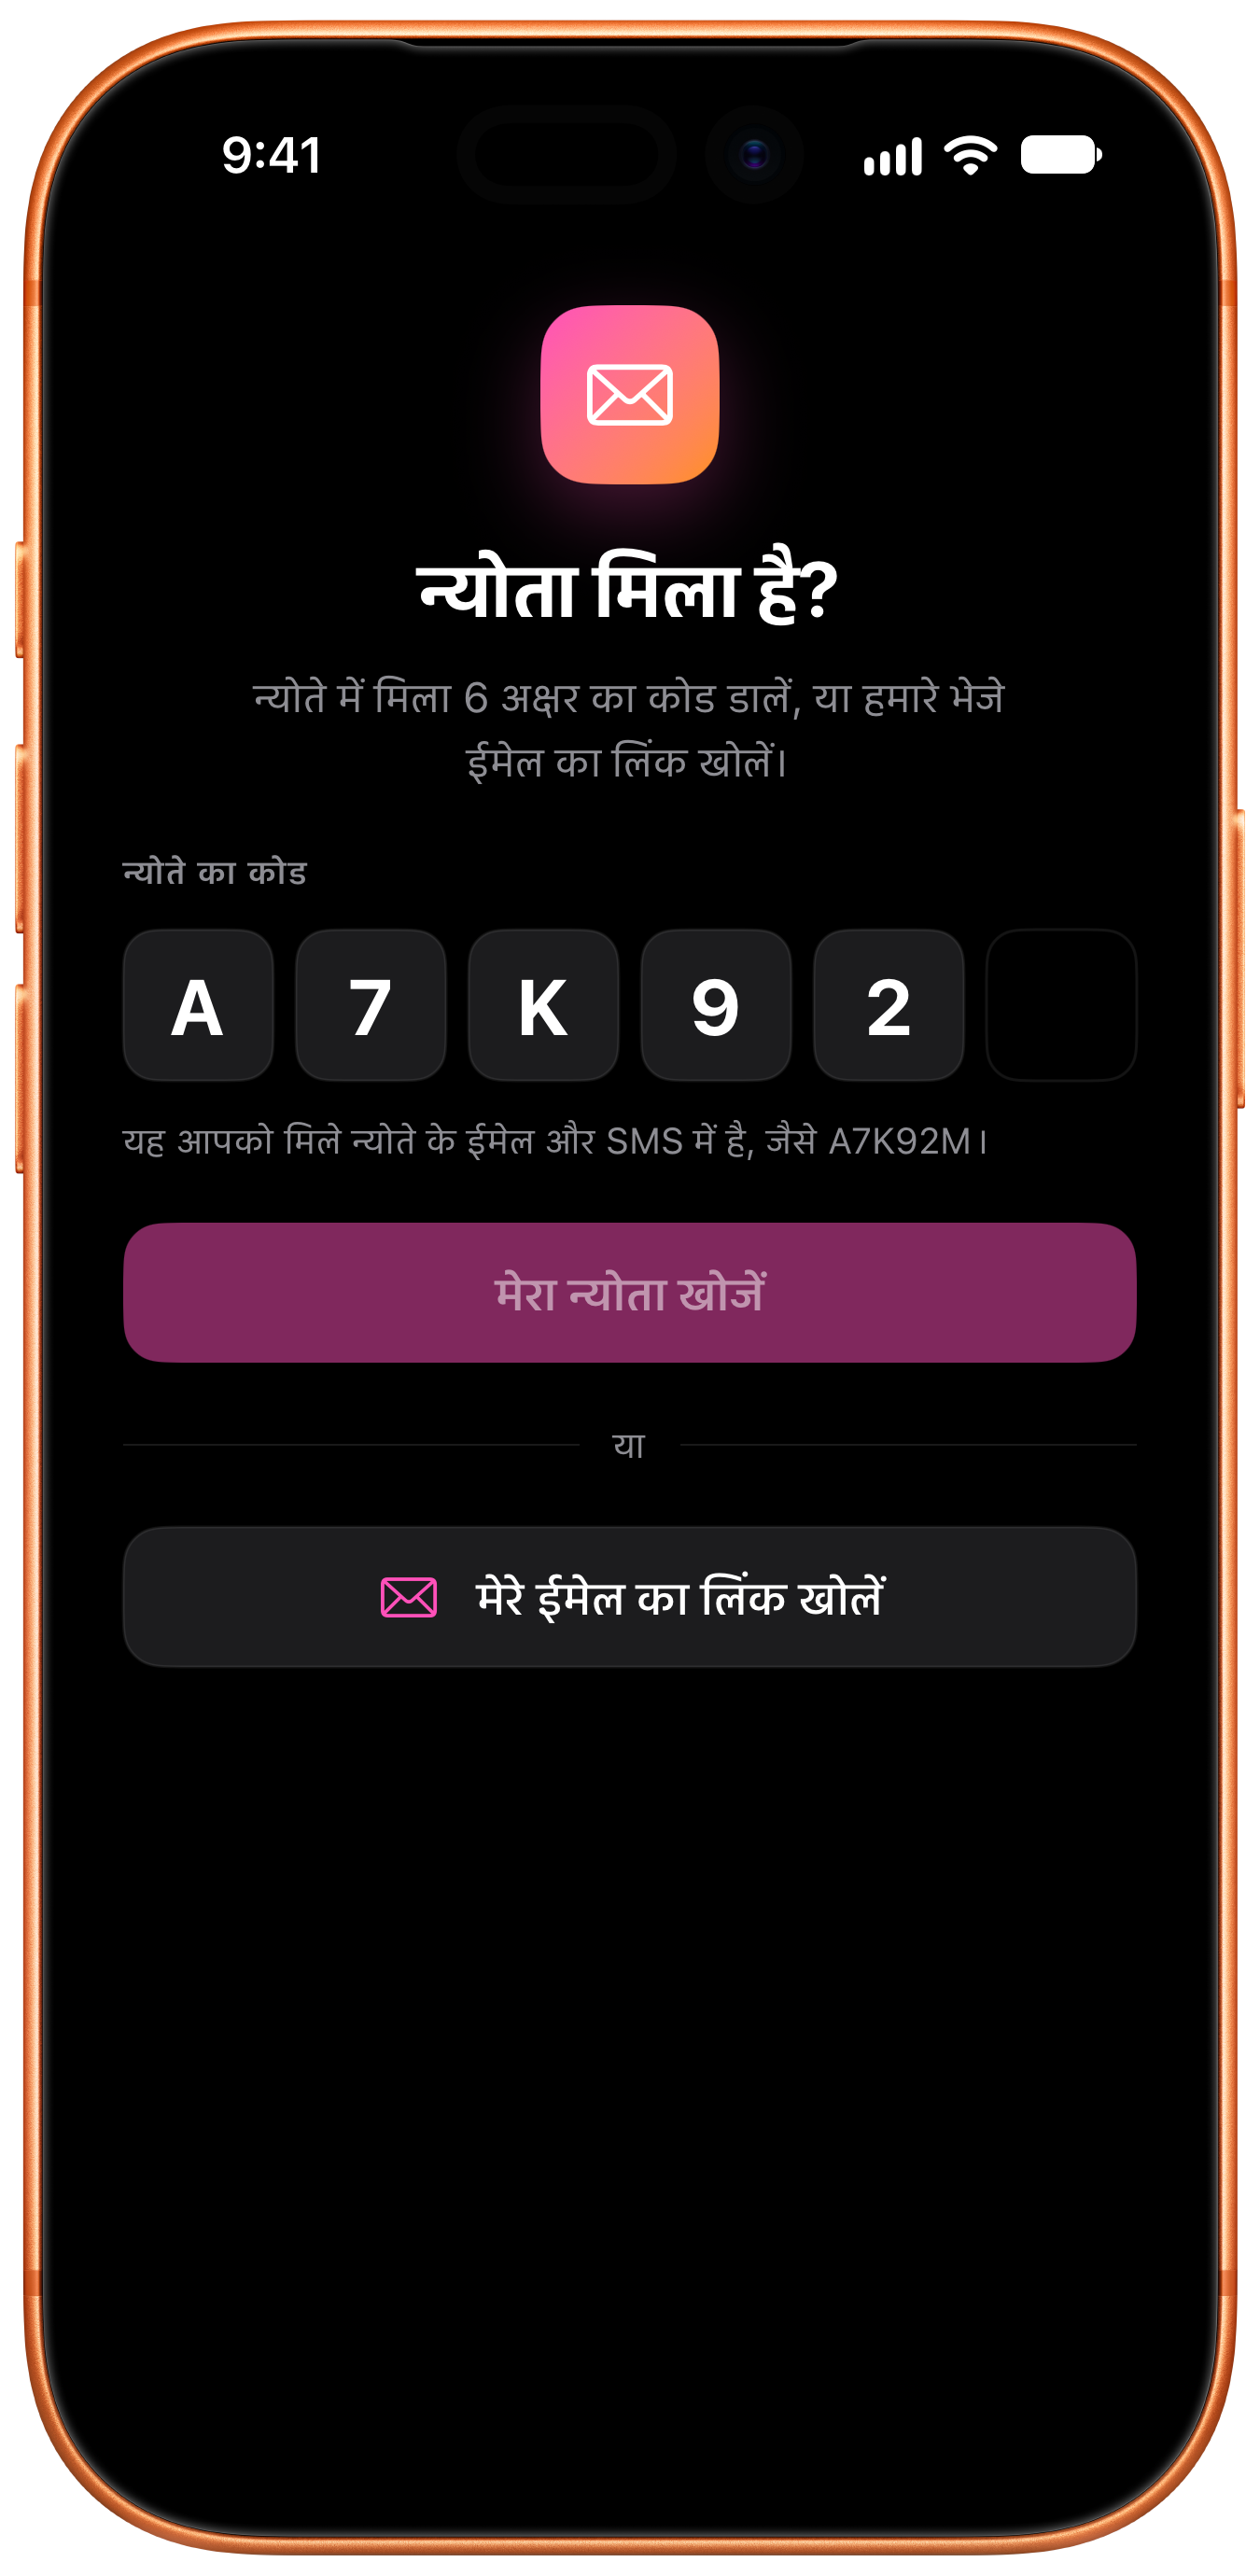 9:41
न्योता मिला है?
न्योते में मिला 6 अक्षर का कोड डालें, या हमारे भेजे
ईमेल का लिंक खोलें।
न्योते का कोड
A 7 K 9 2
यह आपको मिले न्योते के ईमेल और SMS में है, जैसे A7K92M।
मेरा न्योता खोजें
या
मेरे ईमेल का लिंक खोलें